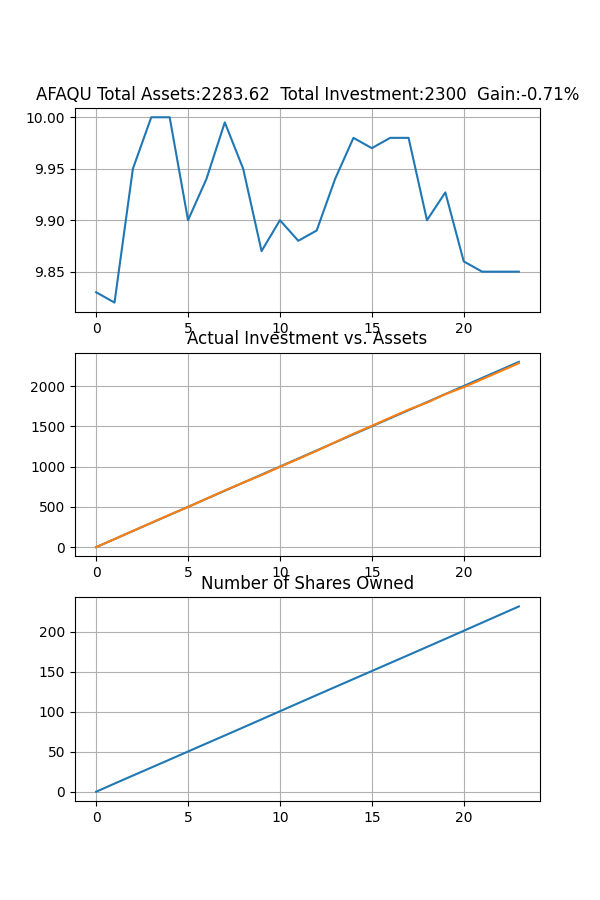 AFAQU Total Assets:2283.62  Total Investment:2300  Gain:-0.71%
10.00
9.95
9.90
9.85
0 5 10 15 20
Actual Investment vs. Assets
2000
1500
1000
500
0
0 5 10 15 20
Number of Shares Owned
200
150
100
50
0
0 5 10 15 20